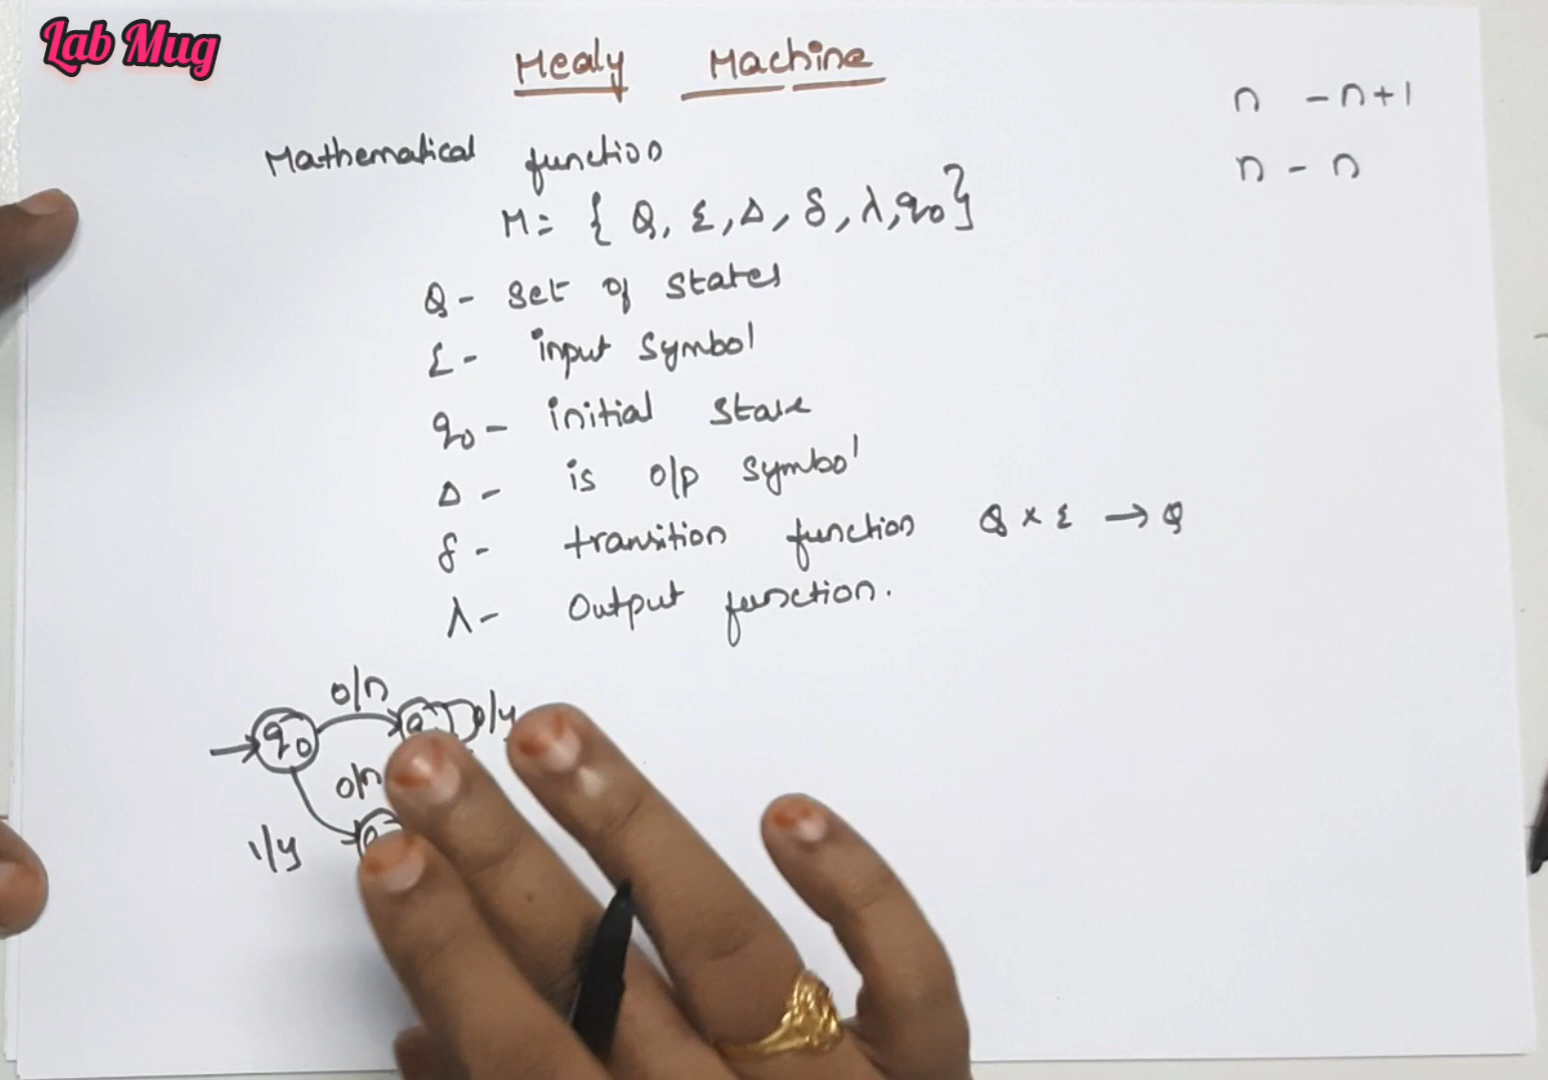 Lab Mug
Mealy Machine
n - n+1
n - n
Mathematical function
M = { Q, Σ, Δ, δ, λ, q0 }
Q - Set of States
Σ - input Symbol
q0 - initial State
Δ - is o/p symbol
δ - transition function Q × Σ → Q
λ - Output function.
0/n
0/y
q0
0/n
1/y